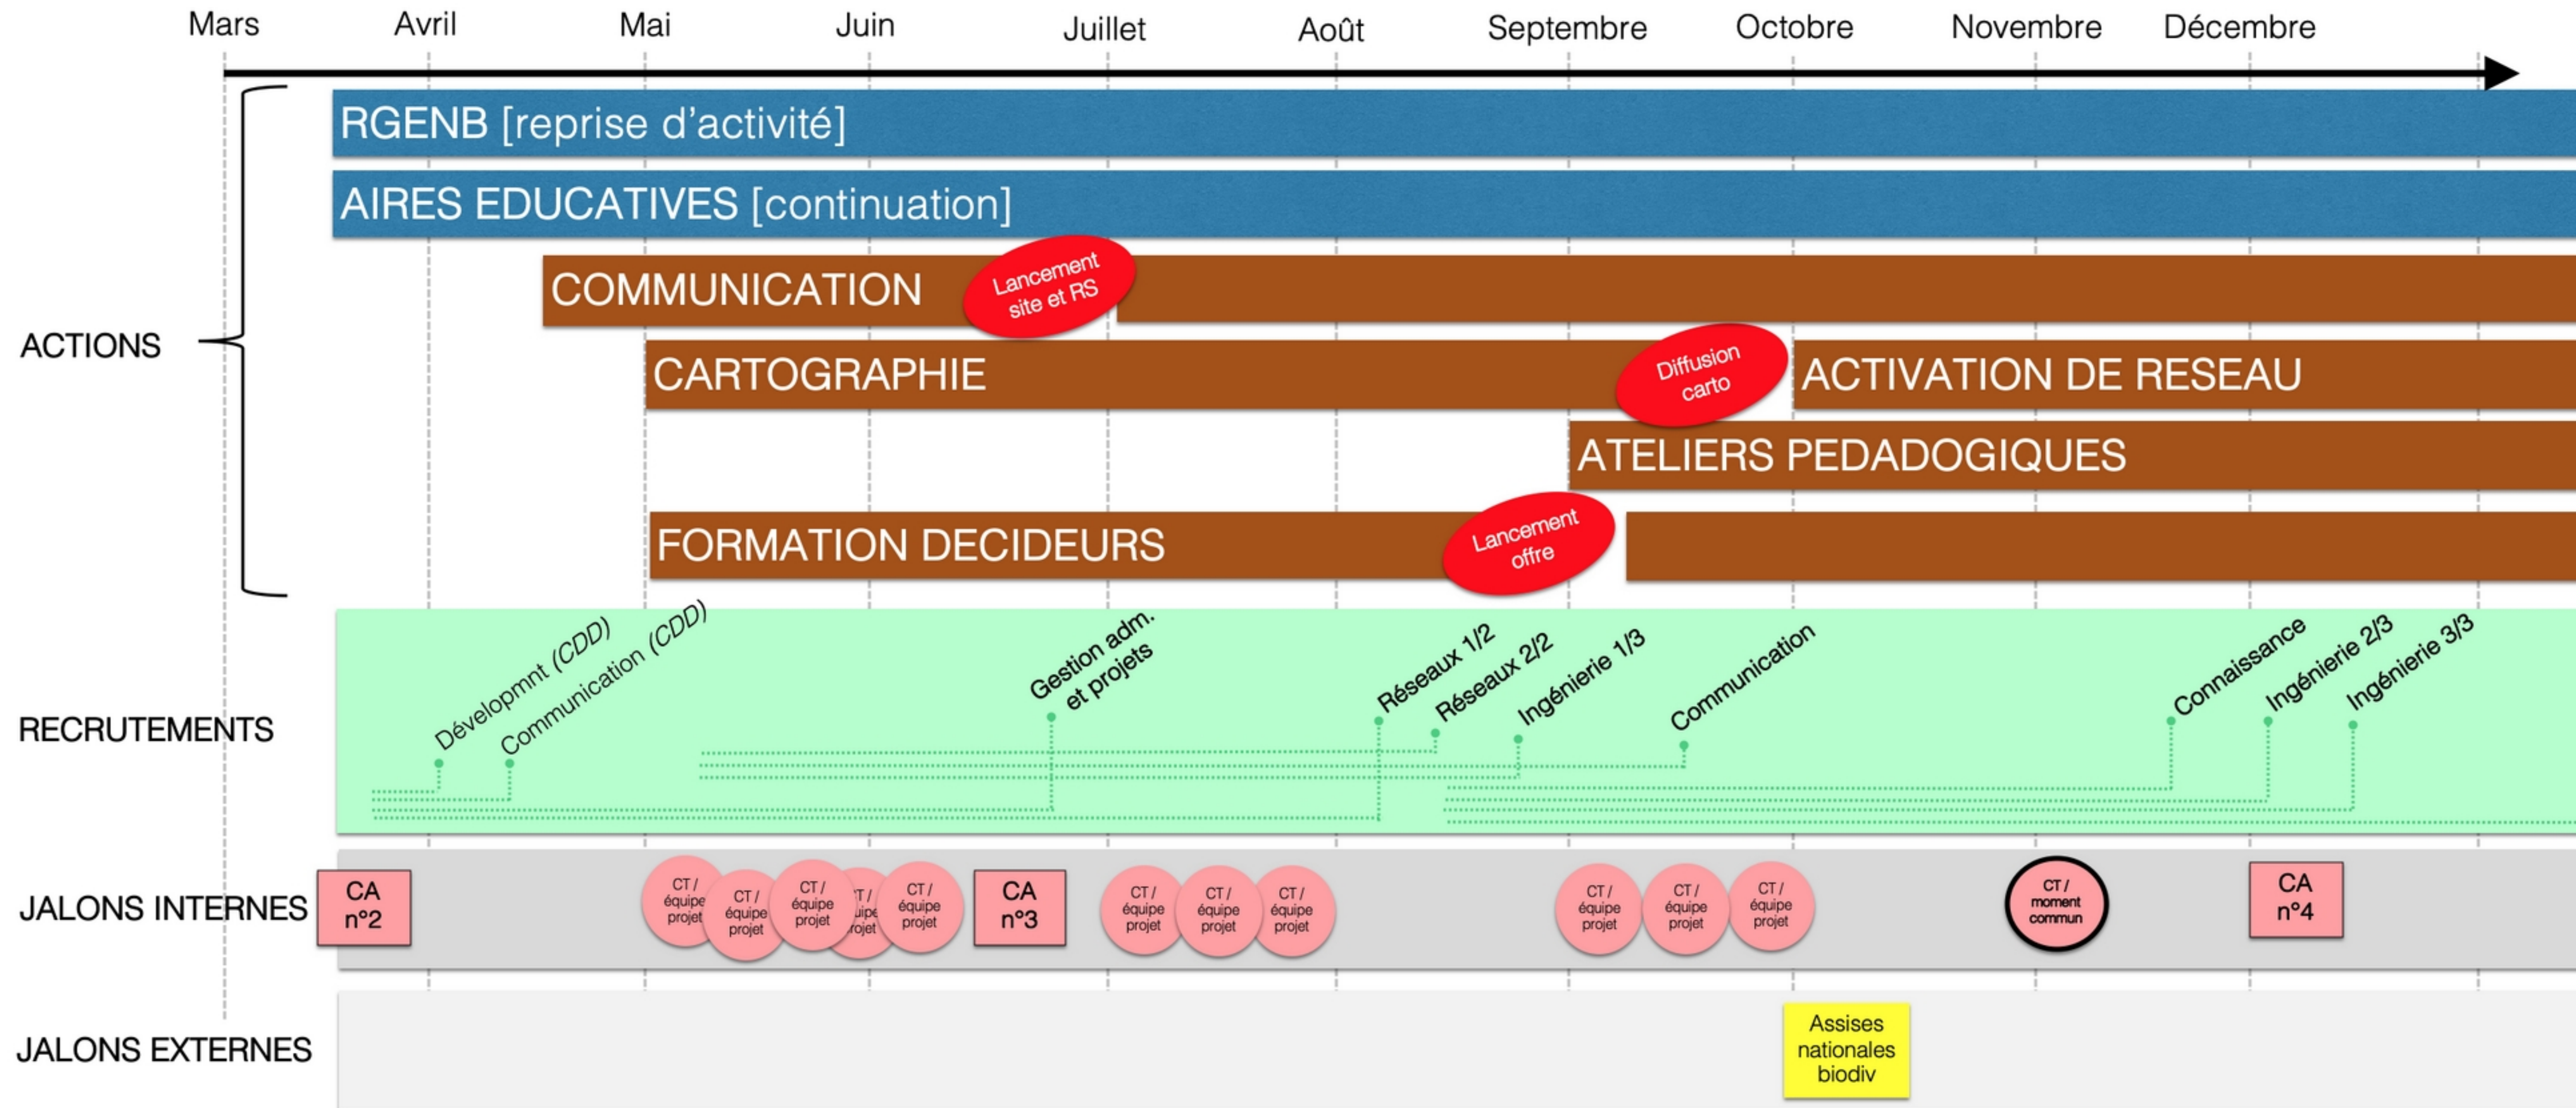 Mars
Avril
Mai
Juin
Juillet
Août
Septembre
Octobre
Novembre
Décembre
ACTIONS
RGENB [reprise d’activité]
AIRES EDUCATIVES [continuation]
COMMUNICATION
Lancement
site et RS
CARTOGRAPHIE
Diffusion
carto
ACTIVATION DE RESEAU
ATELIERS PEDADOGIQUES
FORMATION DECIDEURS
Lancement
offre
RECRUTEMENTS
Dévelopmnt (CDD)
Communication (CDD)
Gestion adm.
et projets
Réseaux 1/2
Réseaux 2/2
Ingénierie 1/3
Communication
Connaissance
Ingénierie 2/3
Ingénierie 3/3
JALONS INTERNES
CA
n°2
CT /
équipe
projet
CT /
équipe
projet
CT /
équipe
projet
CT /
équipe
projet
CA
n°3
CT /
équipe
projet
CT /
équipe
projet
CT /
équipe
projet
CT /
équipe
projet
CT /
équipe
projet
CT /
équipe
projet
CT /
moment
commun
CA
n°4
JALONS EXTERNES
Assises
nationales
biodiv